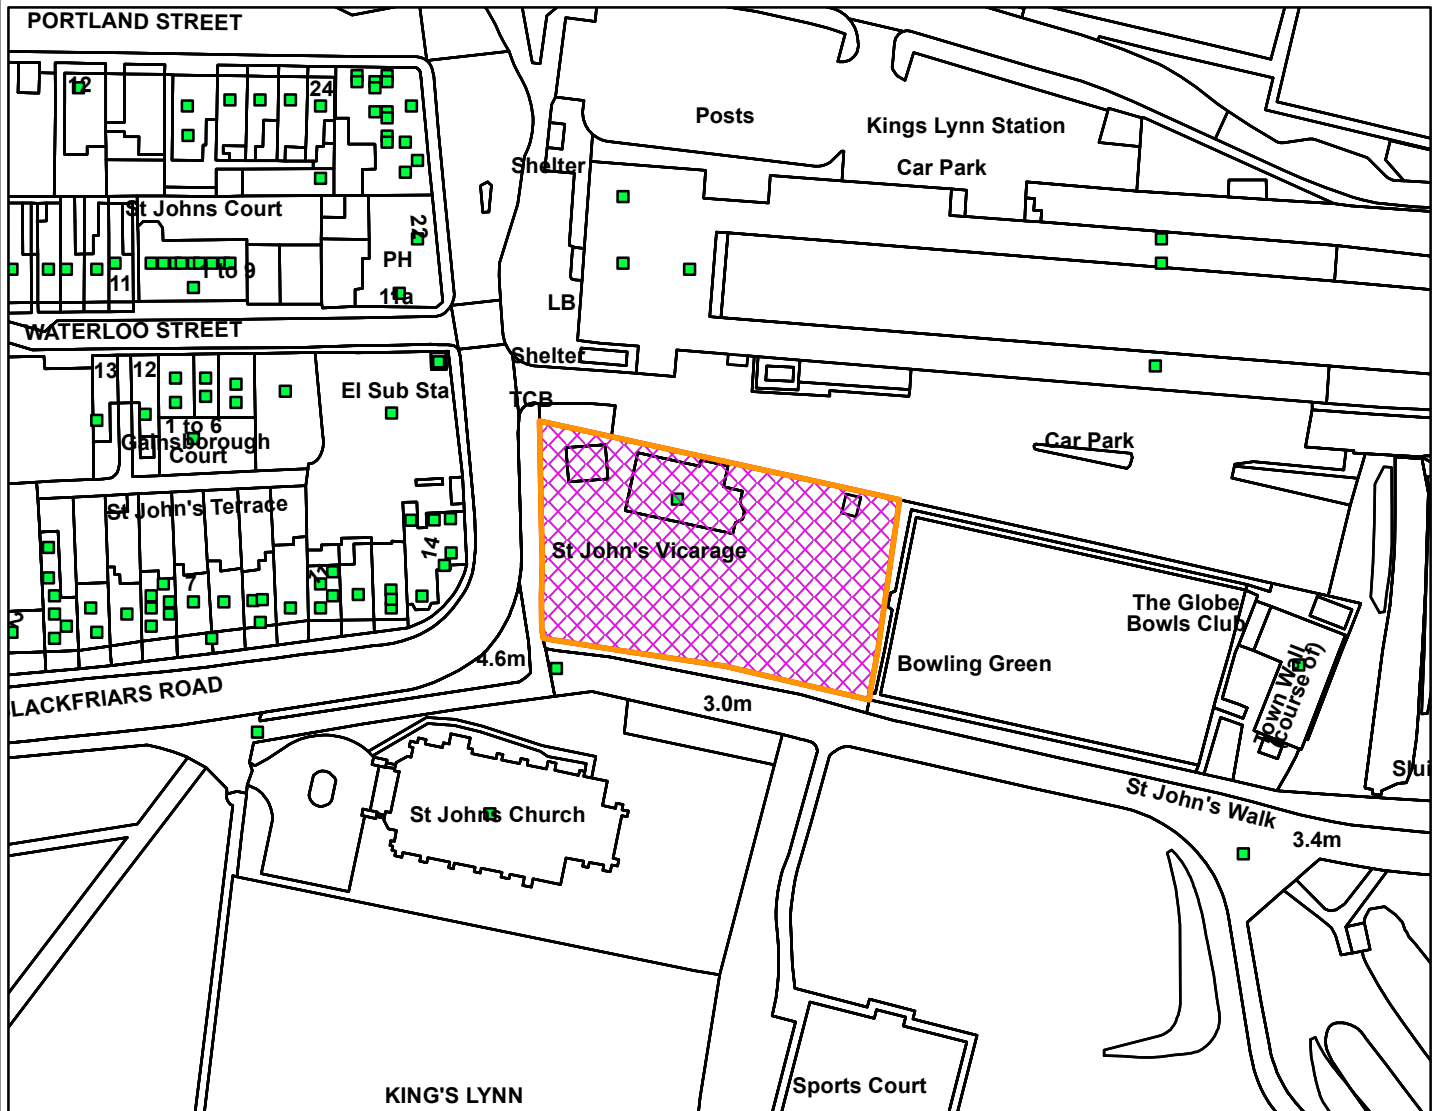 PORTLAND STREET
12
24
Posts
Kings Lynn Station
Car Park
Shelter
St Johns Court
22
PH
11
1 to 9
11a
LB
WATERLOO STREET
Shelter
13
12
El Sub Sta
TCB
1 to 6
Gainsborough
Court
Car Park
St John's Terrace
14
St John's Vicarage
7
The Globe
Bowls Club
4.6m
Bowling Green
Town Wall
(course of)
LACKFRIARS ROAD
3.0m
Slui
St John's Walk
St Johns Church
3.4m
KING'S LYNN
Sports Court